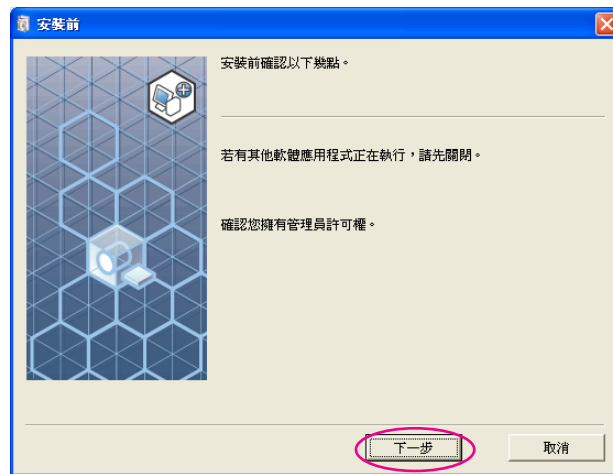 安裝前
安裝前確認以下幾點。
若有其他軟體應用程式正在執行，請先關閉。
確認您擁有管理員許可權。
下一步
取消